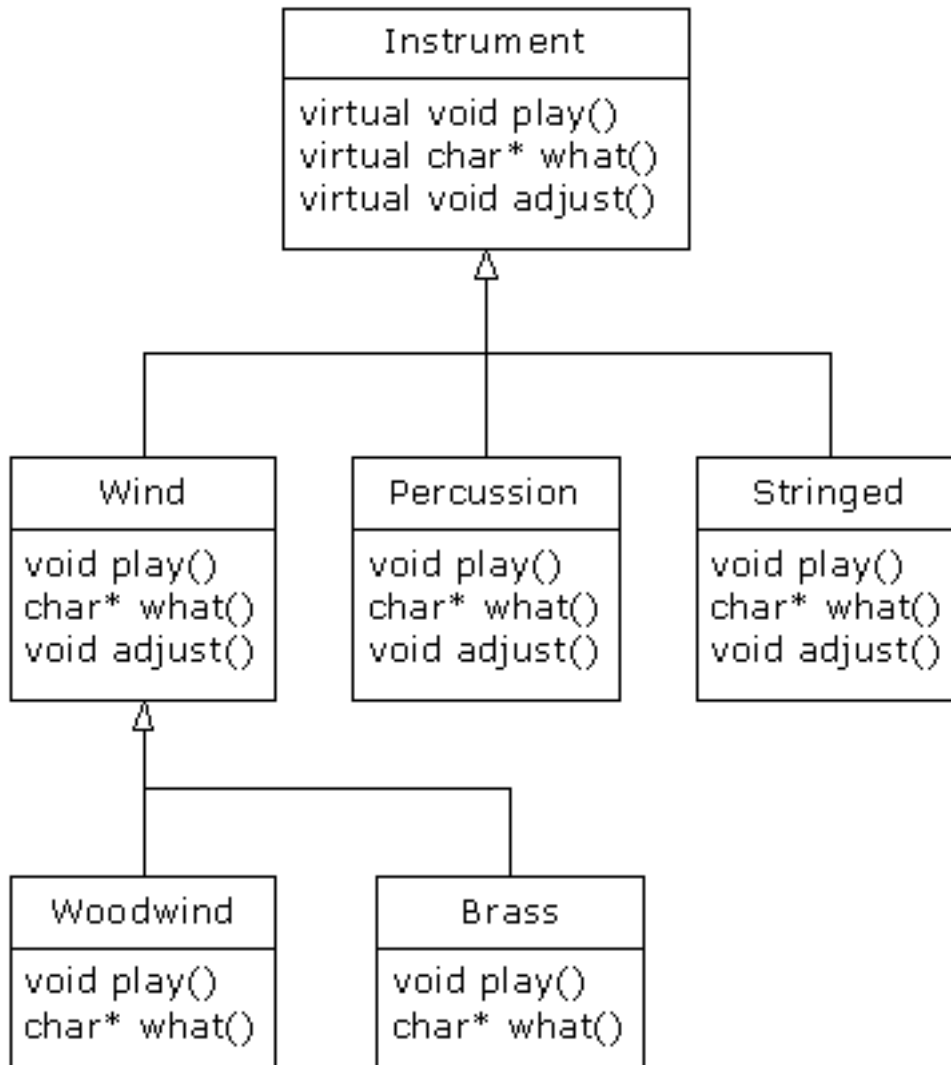 Instrument
virtual void play()
virtual char* what()
virtual void adjust()
Wind
void play()
char* what()
void adjust()
Percussion
void play()
char* what()
void adjust()
Stringed
void play()
char* what()
void adjust()
Woodwind
void play()
char* what()
Brass
void play()
char* what()